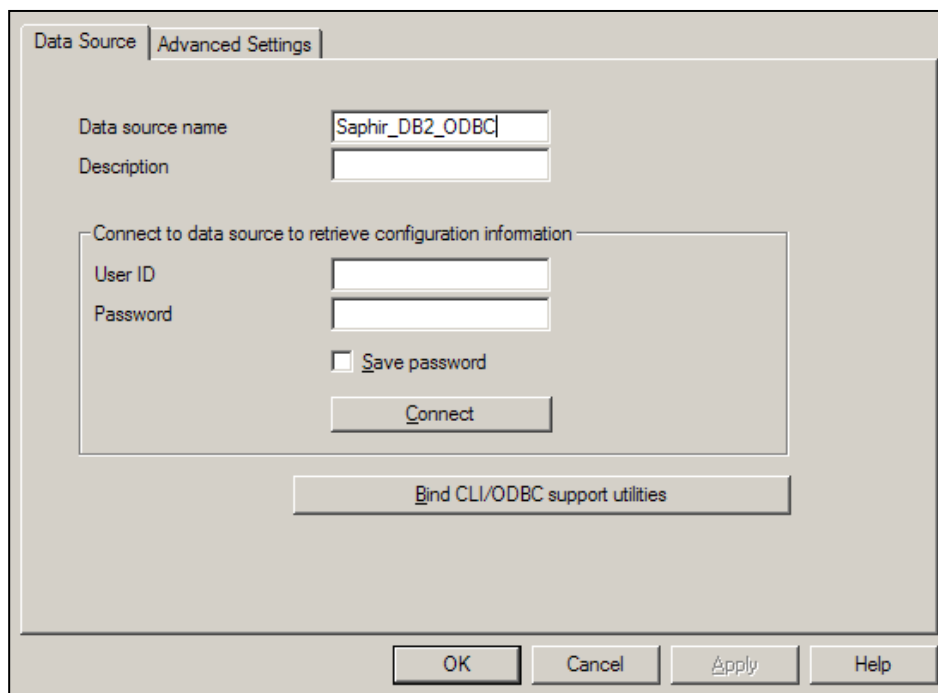 Data Source Advanced Settings
Data source name Saphir_DB2_ODBC
Description
Connect to data source to retrieve configuration information
User ID
Password
Save password
Connect
Bind CLI/ODBC support utilities
OK Cancel Apply Help